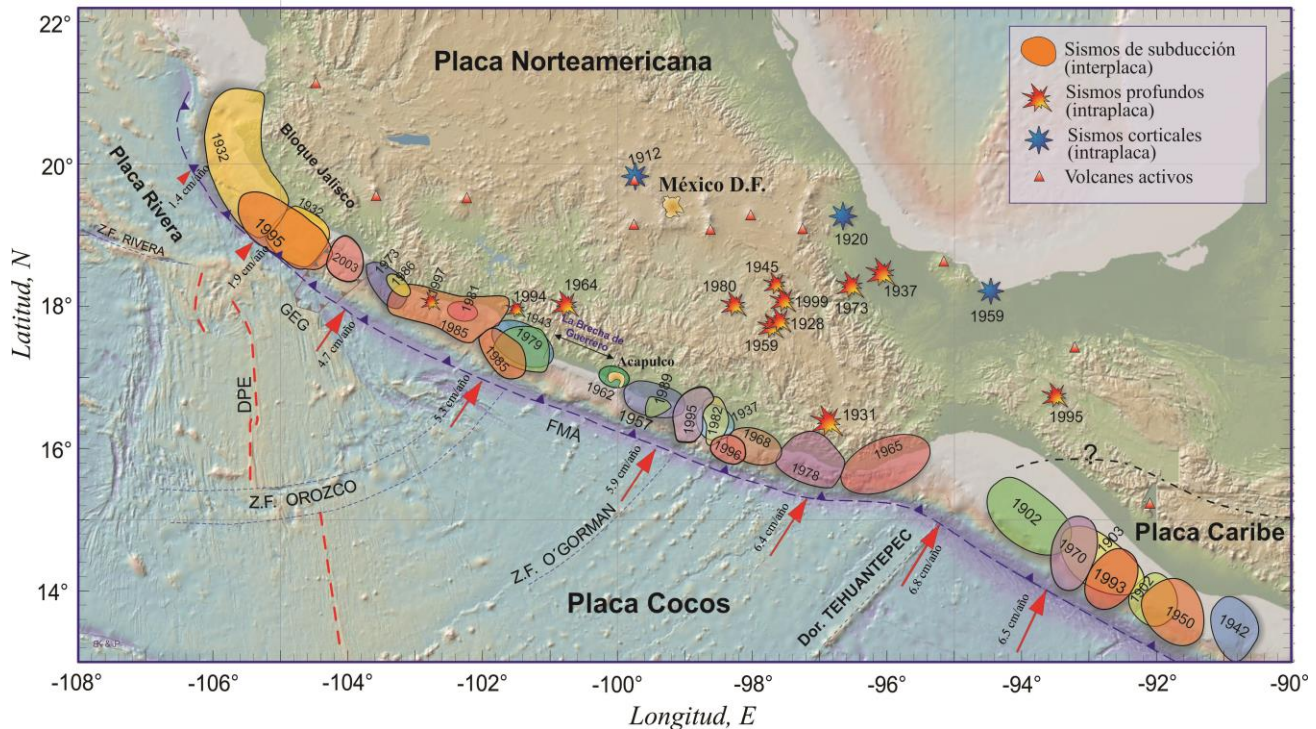 22°
20°
18°
16°
14°
Latitud, N
-108
-106
-104
-102
-100
-98
-96
-94
-92
-90°
Longitud, E
Placa Norteamericana
Sismos de subducción
(interplaca)
Sismos profundos
(intraplaca)
Sismos corticales
(intraplaca)
Volcanes activos
Placa Rivera
Bloque Jalisco
México D.F.
1912
1920
1932
1932
1995
2003
1973
1986
1997
1985
1981
1994
1964
1943
1979
1985
La Brecha de
Guerrero
Acapulco
1962
1957
1989
1995
1982
1937
1996
1968
1978
1965
1931
1980
1945
1999
1928
1959
1973
1937
1959
1995
1902
1970
1903
1993
1902
1950
1942
?
Placa Caribe
Placa Cocos
Z.F. RIVERA
DPE
GEG
FMA
Z.F. OROZCO
Z.F. O´GORMAN
Dor. TEHUANTEPEC
1.4 cm/año
1.9 cm/año
4.7 cm/año
5.3 cm/año
5.9 cm/año
6.4 cm/año
6.8 cm/año
6.5 cm/año